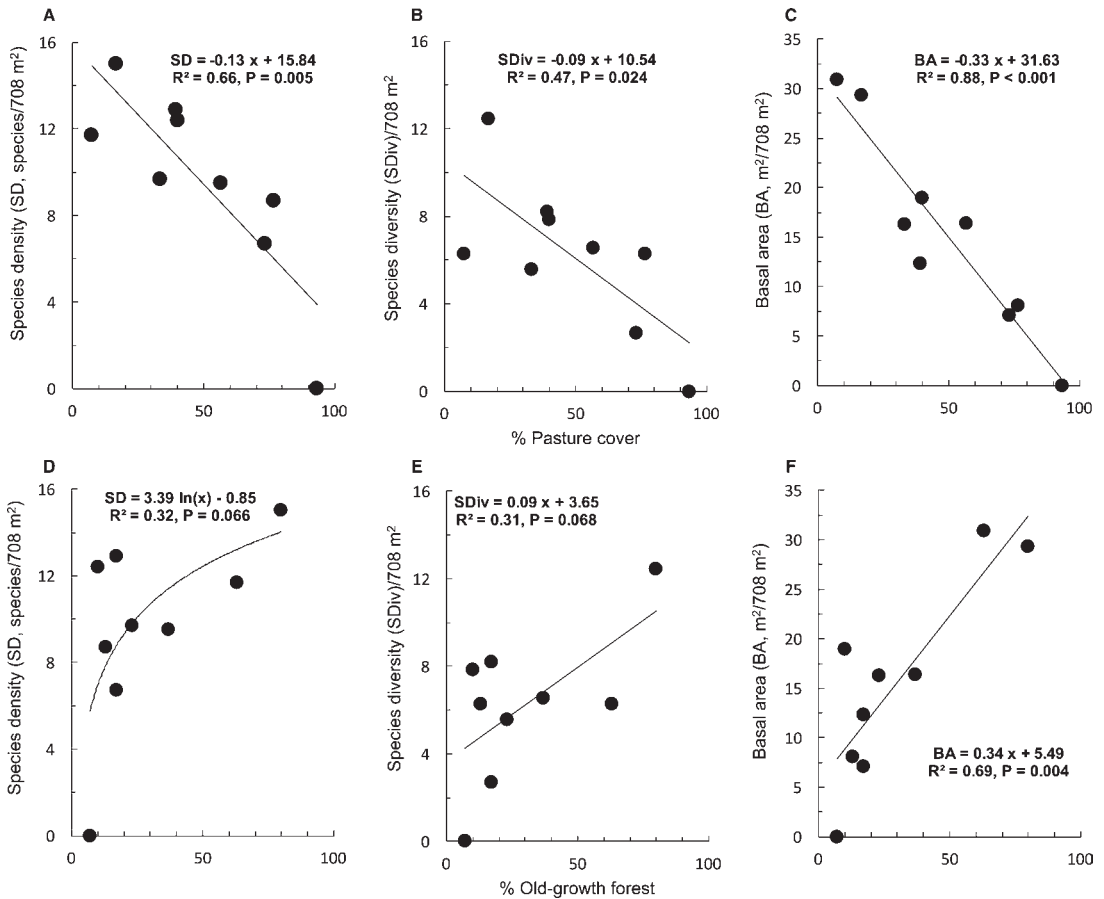 A
SD = -0.13 x + 15.84
R² = 0.66, P = 0.005
Species density (SD, species/708 m²)
16
12
8
4
0
0
50
100
B
SDiv = -0.09 x + 10.54
R² = 0.47, P = 0.024
Species diversity (SDiv)/708 m²
16
12
8
4
0
0
50
100
% Pasture cover
C
BA = -0.33 x + 31.63
R² = 0.88, P < 0.001
Basal area (BA, m²/708 m²)
35
30
25
20
15
10
5
0
0
50
100
D
SD = 3.39 ln(x) - 0.85
R² = 0.32, P = 0.066
Species density (SD, species/708 m²)
16
12
8
4
0
0
50
100
E
SDiv = 0.09 x + 3.65
R² = 0.31, P = 0.068
Species diversity (SDiv)/708 m²
16
12
8
4
0
0
50
100
% Old-growth forest
F
BA = 0.34 x + 5.49
R² = 0.69, P = 0.004
Basal area (BA, m²/708 m²)
35
30
25
20
15
10
5
0
0
50
100